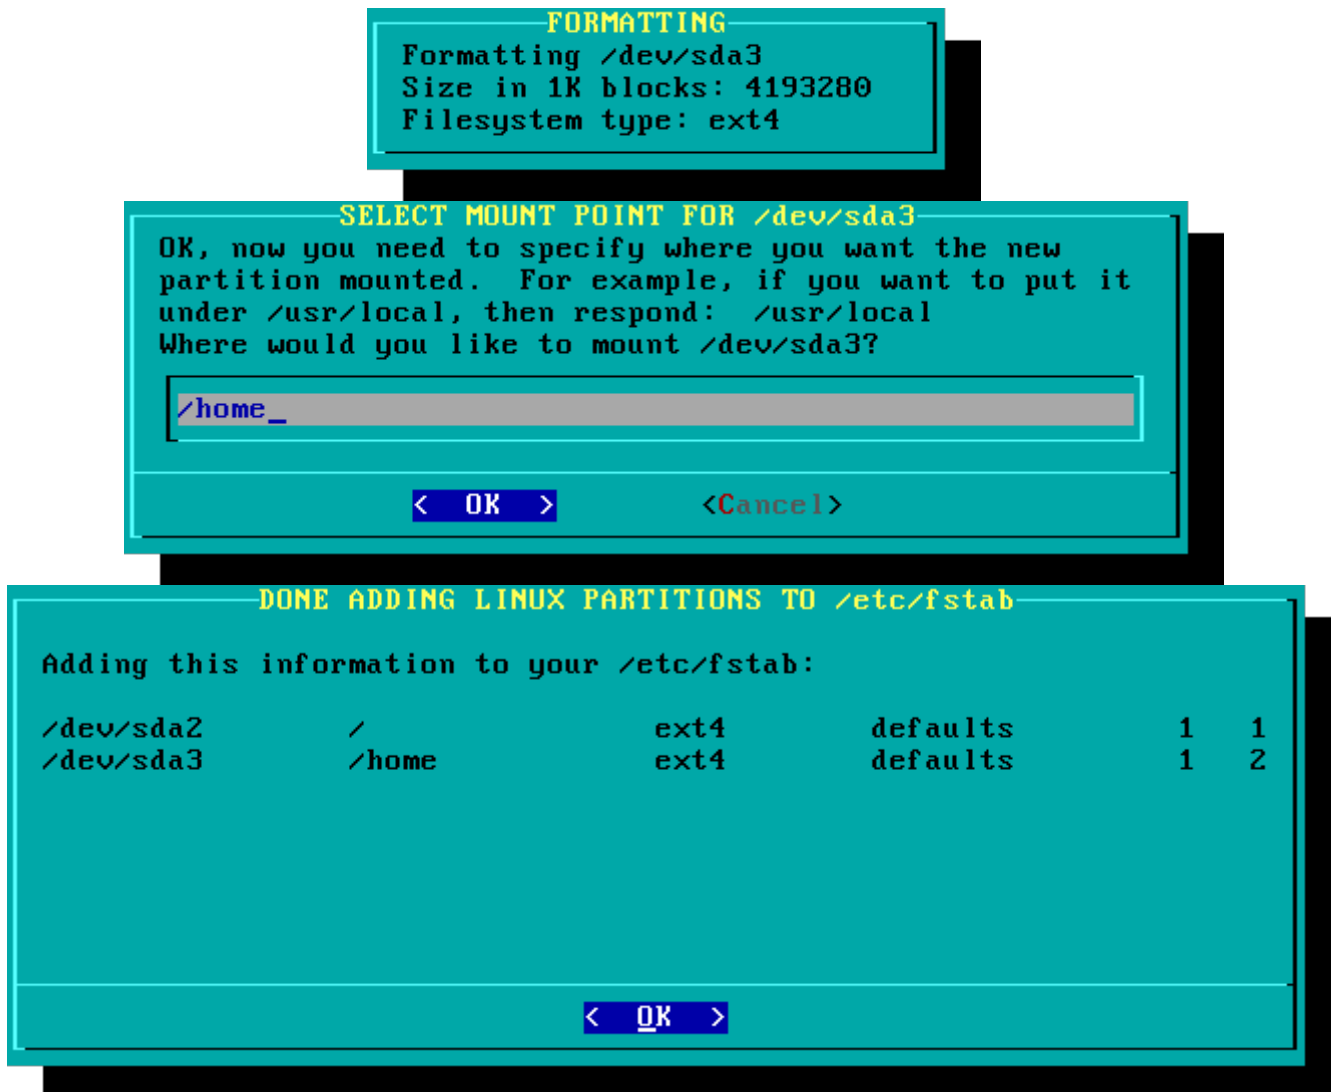 FORMATTING
Formatting /dev/sda3
Size in 1K blocks: 4193280
Filesystem type: ext4
SELECT MOUNT POINT FOR /dev/sda3
OK, now you need to specify where you want the new
partition mounted.  For example, if you want to put it
under /usr/local, then respond:  /usr/local
Where would you like to mount /dev/sda3?
/home_
<  OK  > <Cancel>
DONE ADDING LINUX PARTITIONS TO /etc/fstab
Adding this information to your /etc/fstab:
/dev/sda2 / ext4 defaults 1 1
/dev/sda3 /home ext4 defaults 1 2
<  OK  >